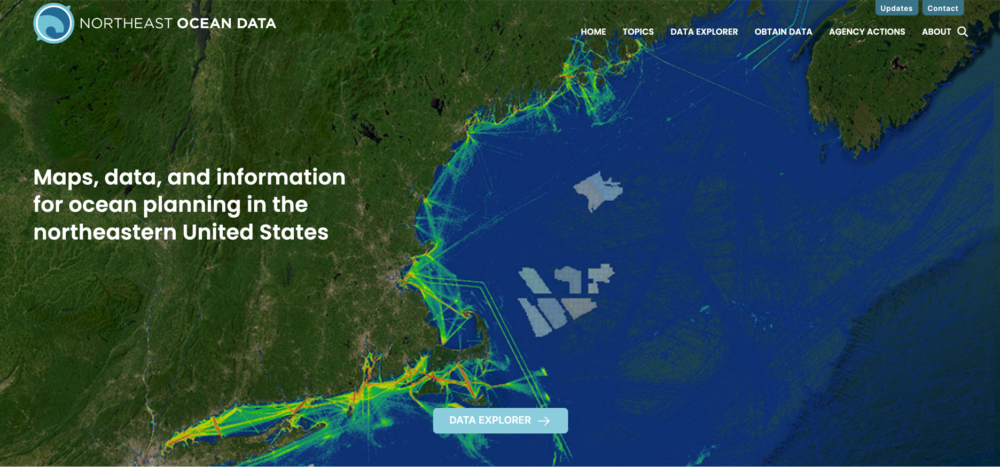 NORTHEAST OCEAN DATA
Updates
Contact
HOME
TOPICS
DATA EXPLORER
OBTAIN DATA
AGENCY ACTIONS
ABOUT
Maps, data, and information
for ocean planning in the
northeastern United States
DATA EXPLORER